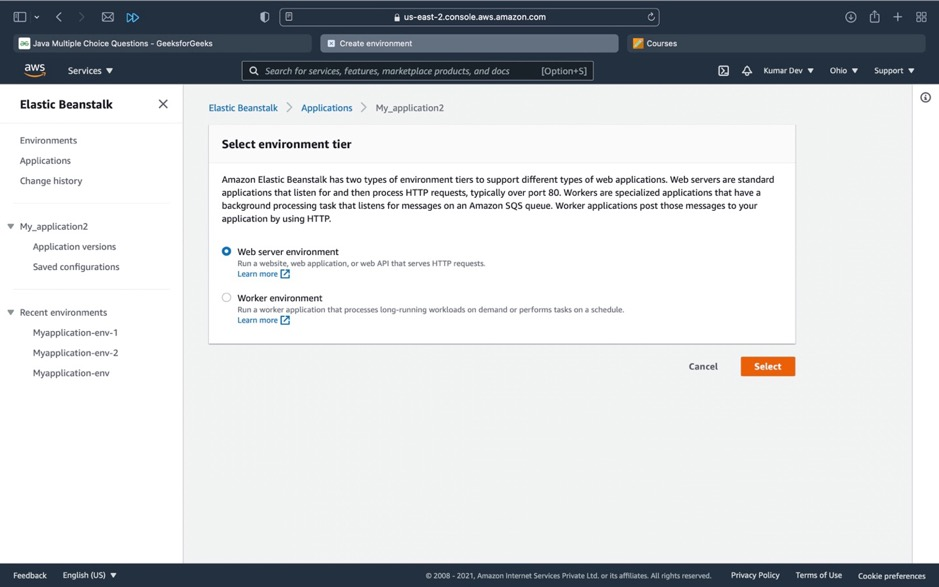 us-east-2.console.aws.amazon.com
Java Multiple Choice Questions - GeeksforGeeks
Create environment
Courses
aws
Services
Search for services, features, marketplace products, and docs
[Option+S]
Kumar Dev
Ohio
Support
Elastic Beanstalk
Environments
Applications
Change history
My_application2
Application versions
Saved configurations
Recent environments
Myapplication-env-1
Myapplication-env-2
Myapplication-env
Elastic Beanstalk > Applications > My_application2
Select environment tier
Amazon Elastic Beanstalk has two types of environment tiers to support different types of web applications. Web servers are standard
applications that listen for and then process HTTP requests, typically over port 80. Workers are specialized applications that have a
background processing task that listens for messages on an Amazon SQS queue. Worker applications post those messages to your
application by using HTTP.
Web server environment
Run a website, web application, or web API that serves HTTP requests.
Learn more
Worker environment
Run a worker application that processes long-running workloads on demand or performs tasks on a schedule.
Learn more
Cancel
Select
Feedback
English (US)
© 2008 - 2021, Amazon Internet Services Private Ltd. or its affiliates. All rights reserved.
Privacy Policy
Terms of Use
Cookie preferences